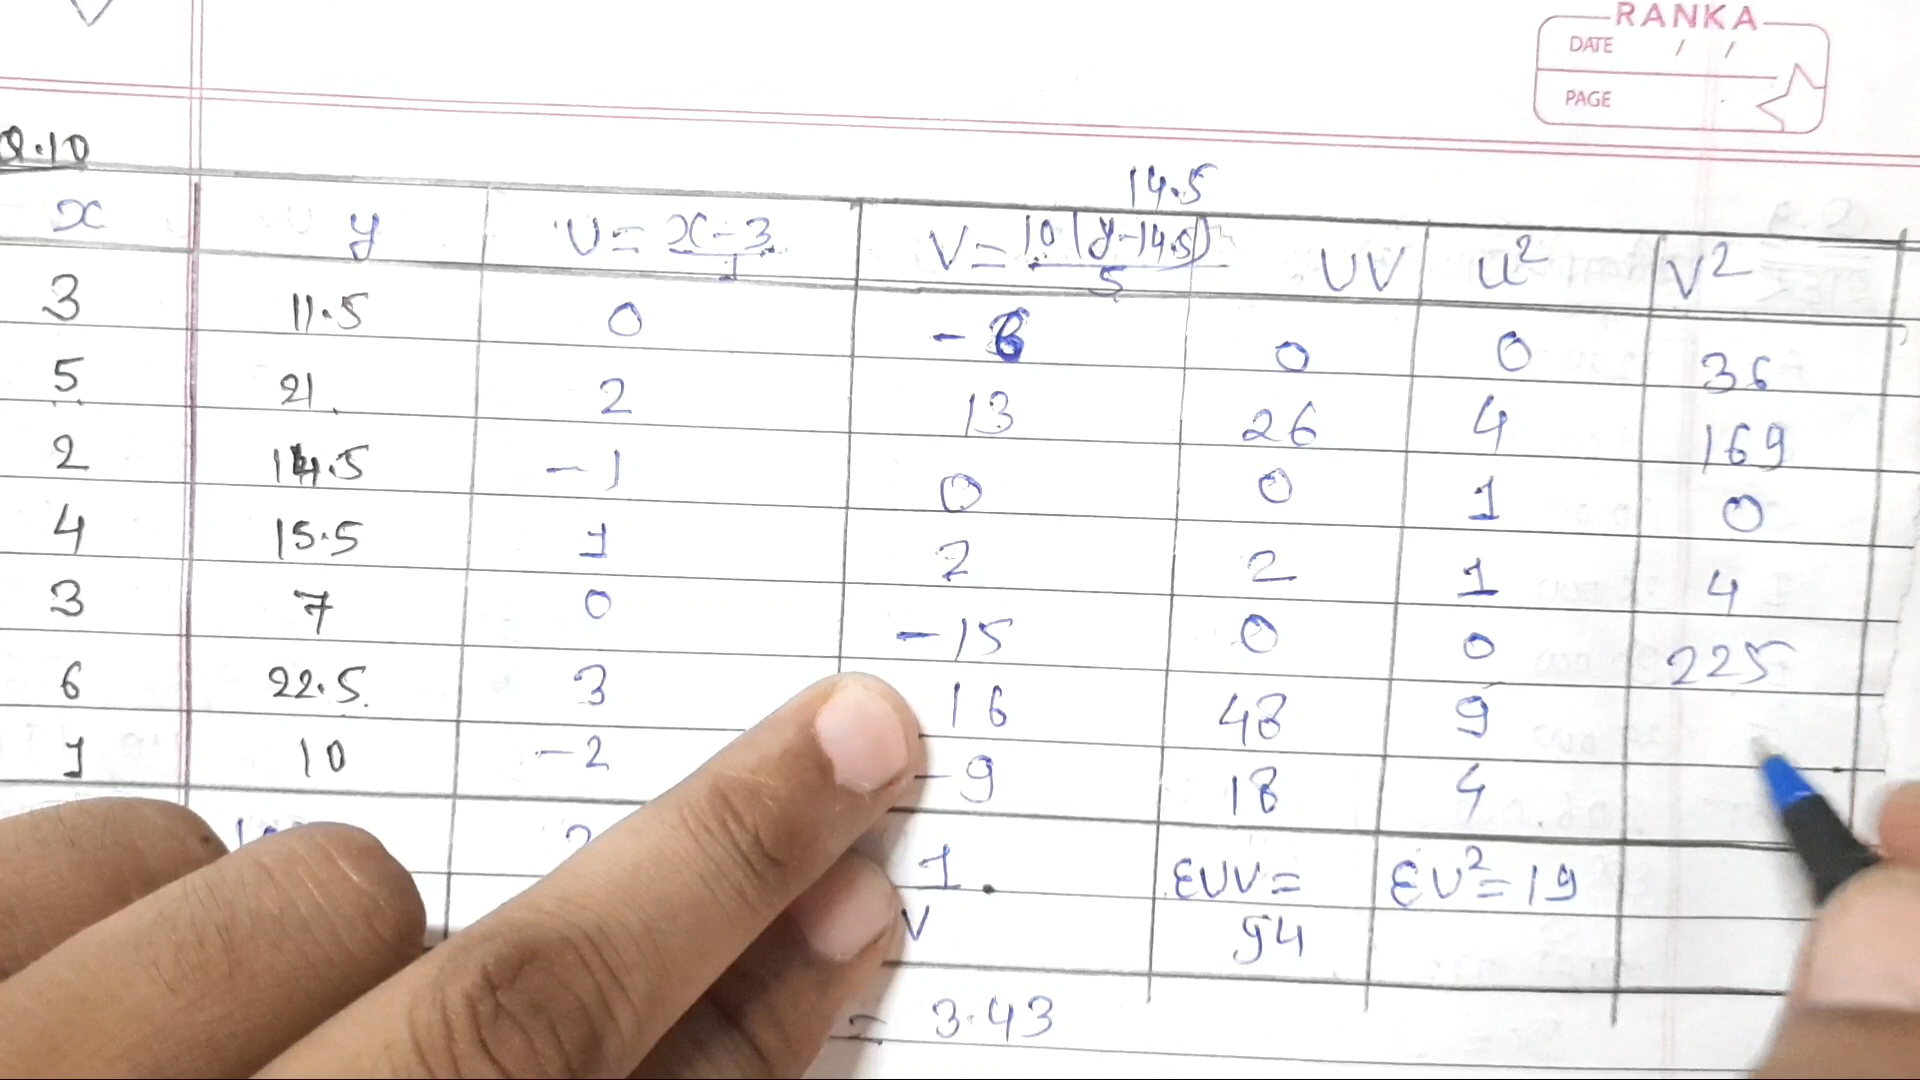 RANKA
DATE / /
PAGE
Q.10
14.5
x y U = x-3/1 V = 10(y-14.5)/5 UV u² V²
3 11.5 0 -6 0 0 36
5 21 2 13 26 4 169
2 14.5 -1 0 0 1 0
4 15.5 1 2 2 1 4
3 7 0 -15 0 0 225
6 22.5 3 16 48 9
1 10 -2 -9 18 4
1 ΣUV = ΣU² = 19
V 94
= 3.43